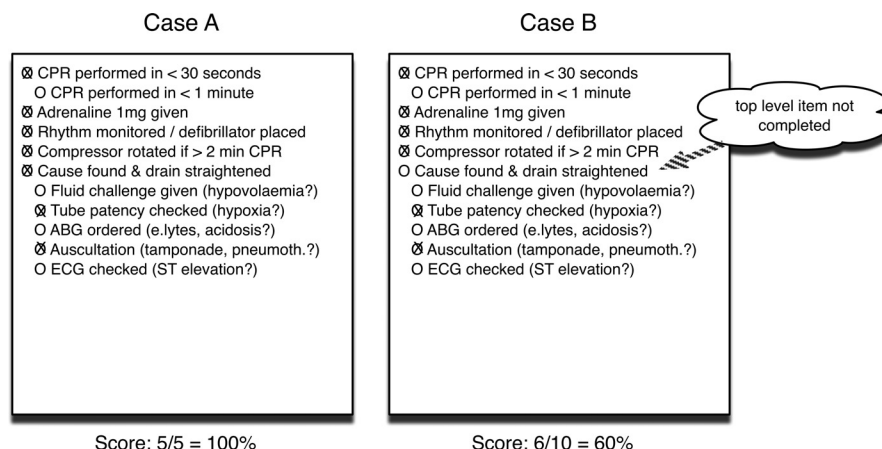 Case A
CPR performed in < 30 seconds
O CPR performed in < 1 minute
Adrenaline 1mg given
Rhythm monitored / defibrillator placed
Compressor rotated if > 2 min CPR
Cause found & drain straightened
O Fluid challenge given (hypovolaemia?)
Tube patency checked (hypoxia?)
O ABG ordered (e.lytes, acidosis?)
Auscultation (tamponade, pneumoth.?)
O ECG checked (ST elevation?)
Score: 5/5 = 100%
Case B
CPR performed in < 30 seconds
O CPR performed in < 1 minute
Adrenaline 1mg given
Rhythm monitored / defibrillator placed
Compressor rotated if > 2 min CPR
O Cause found & drain straightened
O Fluid challenge given (hypovolaemia?)
Tube patency checked (hypoxia?)
O ABG ordered (e.lytes, acidosis?)
Auscultation (tamponade, pneumoth.?)
O ECG checked (ST elevation?)
Score: 6/10 = 60%
top level item not
completed